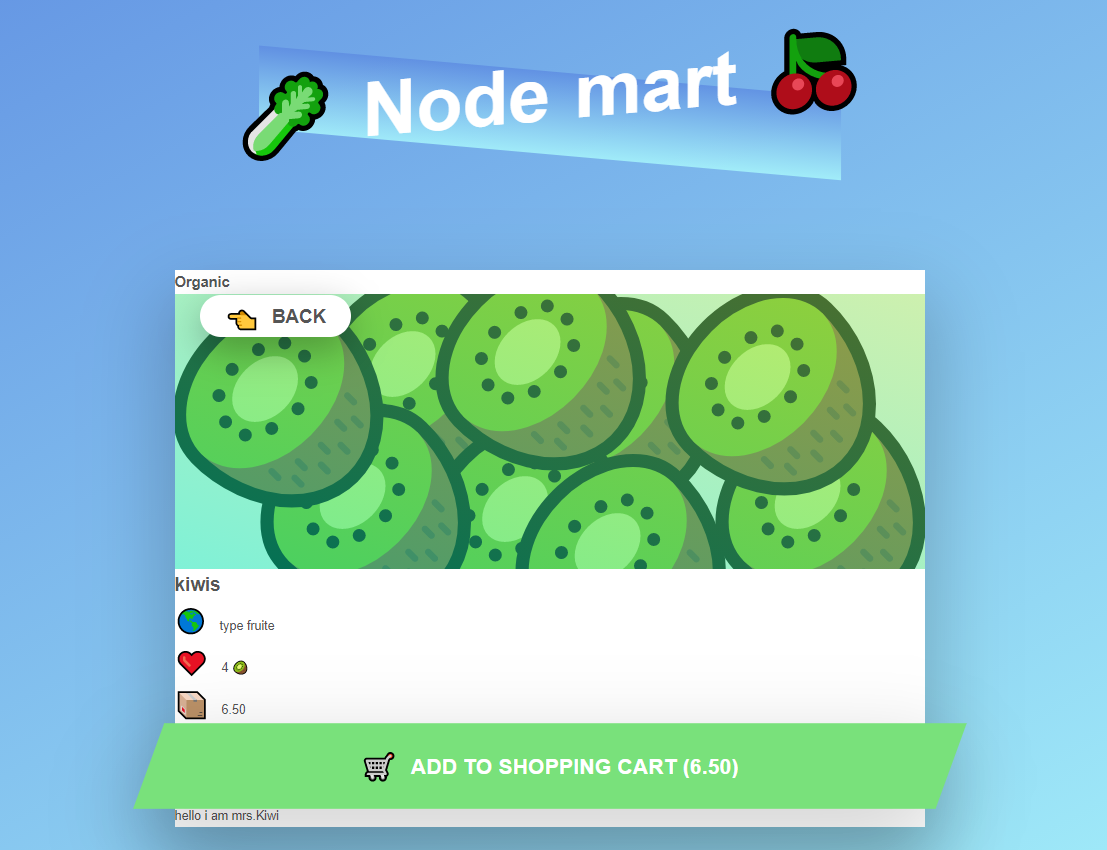 Node mart
Organic
BACK
kiwis
type fruite
4
6.50
ADD TO SHOPPING CART (6.50)
hello i am mrs.Kiwi